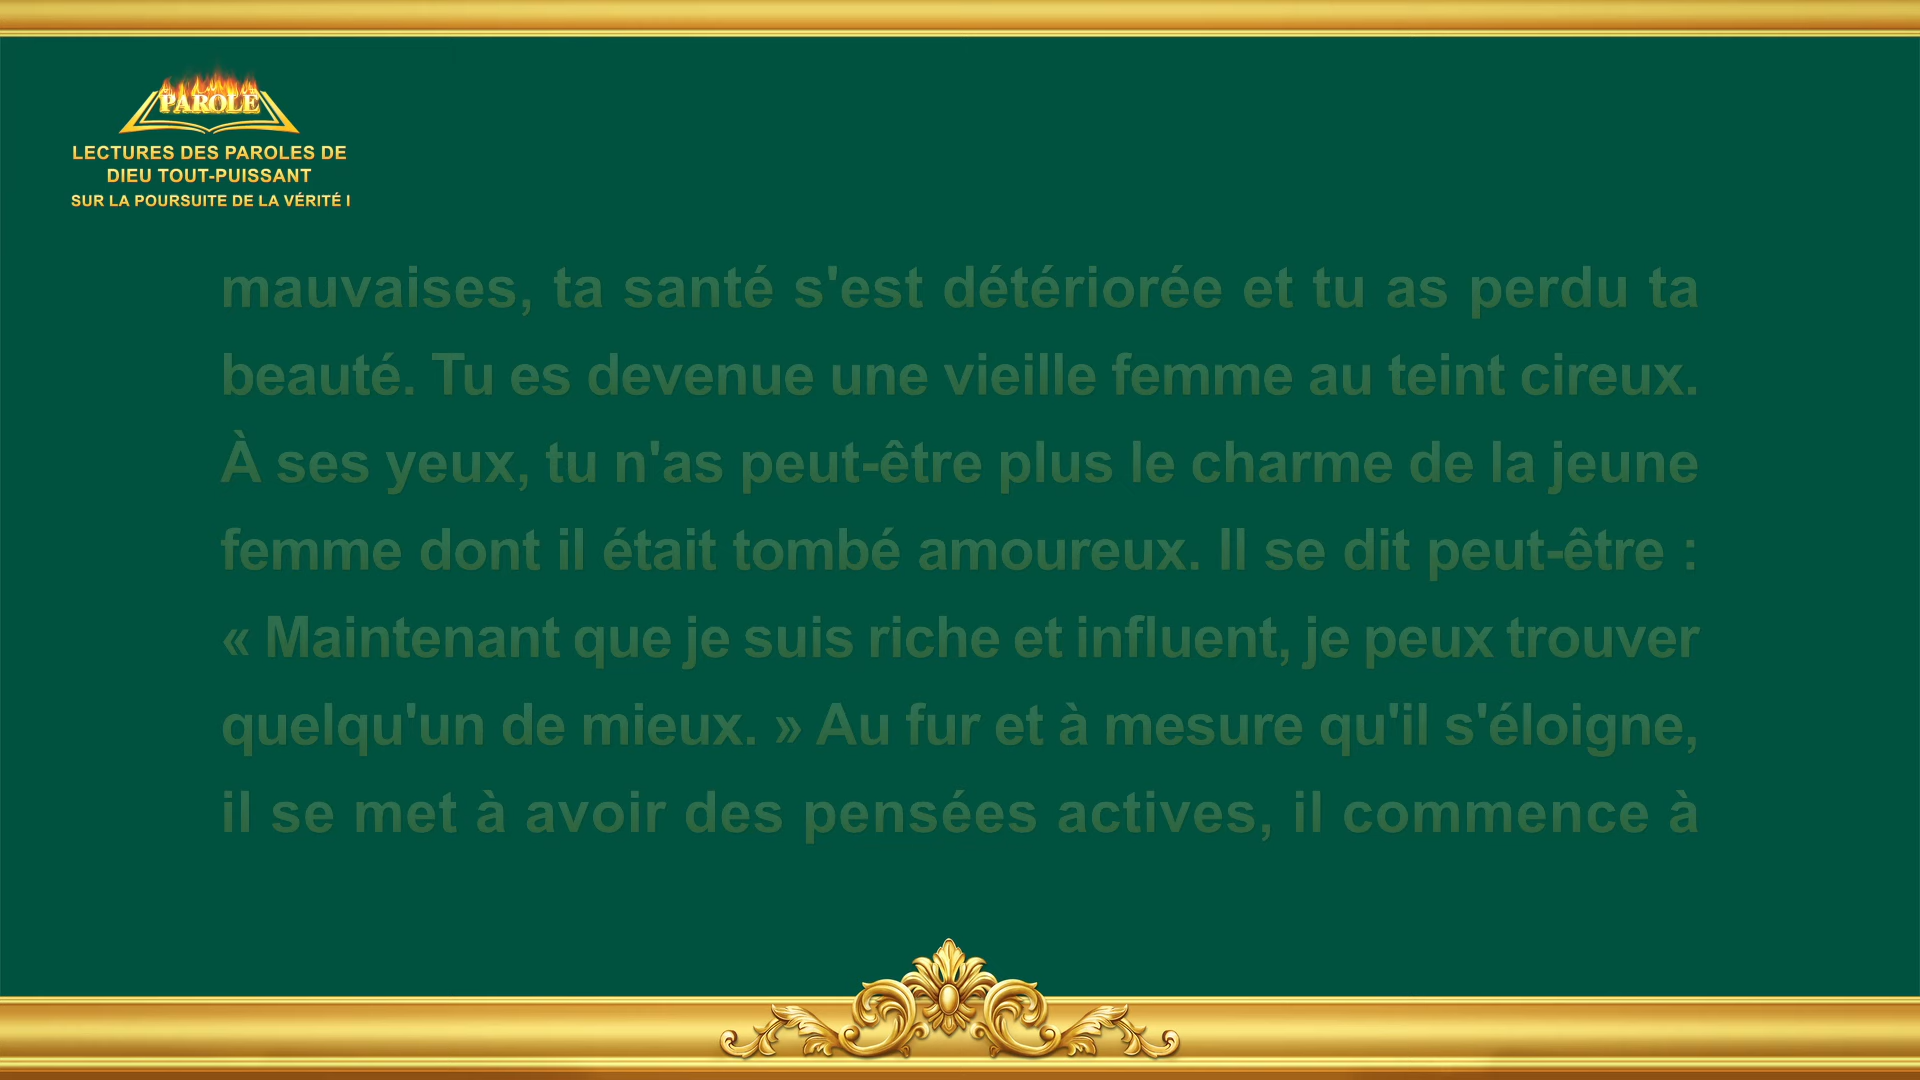 PAROLE
LECTURES DES PAROLES DE
DIEU TOUT-PUISSANT
SUR LA POURSUITE DE LA VÉRITÉ I
mauvaises, ta santé s'est détériorée et tu as perdu ta
beauté. Tu es devenue une vieille femme au teint cireux.
À ses yeux, tu n'as peut-être plus le charme de la jeune
femme dont il était tombé amoureux. Il se dit peut-être :
« Maintenant que je suis riche et influent, je peux trouver
quelqu'un de mieux. » Au fur et à mesure qu'il s'éloigne,
il se met à avoir des pensées actives, il commence à